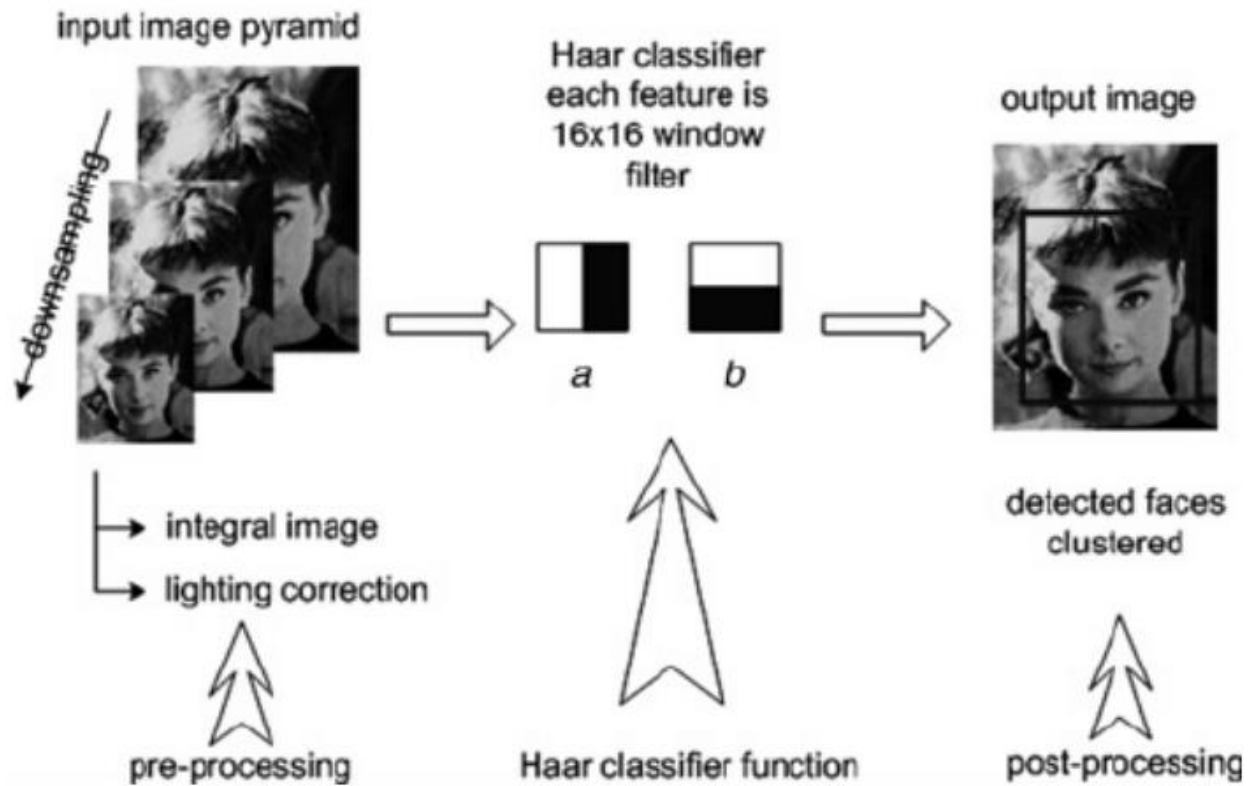 input image pyramid
downsampling
Haar classifier
each feature is
16x16 window
filter
a
b
output image
integral image
lighting correction
detected faces
clustered
pre-processing
Haar classifier function
post-processing